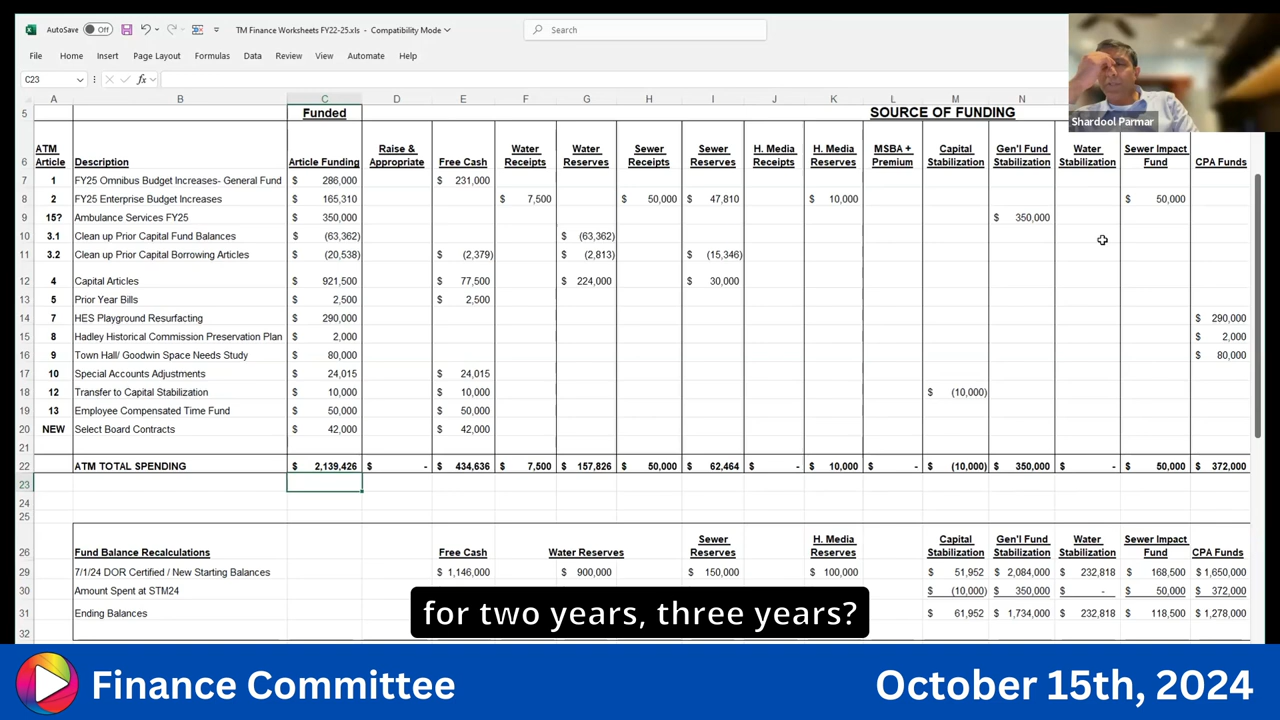 AutoSave Off TM Finance Worksheets FY22-25.xls - Compatibility Mode Search
File Home Insert Page Layout Formulas Data Review View Automate Help
C23 fx
A B C D E F G H I J K L M N
5 Funded SOURCE OF FUNDING
Shardool Parmar
6 ATM Article Description Article Funding Raise & Appropriate Free Cash Water Receipts Water Reserves Sewer Receipts Sewer Reserves H. Media Receipts H. Media Reserves MSBA + Premium Capital Stabilization Gen'l Fund Stabilization Water Stabilization Sewer Impact Fund CPA Funds
7 1 FY25 Omnibus Budget Increases- General Fund $ 286,000 $ 231,000
8 2 FY25 Enterprise Budget Increases $ 165,310 $ 7,500 $ 50,000 $ 47,810 $ 10,000 $ 50,000
9 15? Ambulance Services FY25 $ 350,000 $ 350,000
10 3.1 Clean up Prior Capital Fund Balances $ (63,362) $ (63,362)
11 3.2 Clean up Prior Capital Borrowing Articles $ (20,538) $ (2,379) $ (2,813) $ (15,346)
12 4 Capital Articles $ 921,500 $ 77,500 $ 224,000 $ 30,000
13 5 Prior Year Bills $ 2,500 $ 2,500
14 7 HES Playground Resurfacting $ 290,000 $ 290,000
15 8 Hadley Historical Commission Preservation Plan $ 2,000 $ 2,000
16 9 Town Hall/ Goodwin Space Needs Study $ 80,000 $ 80,000
17 10 Special Accounts Adjustments $ 24,015 $ 24,015
18 12 Transfer to Capital Stabilization $ 10,000 $ 10,000 $ (10,000)
19 13 Employee Compensated Time Fund $ 50,000 $ 50,000
20 NEW Select Board Contracts $ 42,000 $ 42,000
21
22 ATM TOTAL SPENDING $ 2,139,426 $ - $ 434,636 $ 7,500 $ 157,826 $ 50,000 $ 62,464 $ - $ 10,000 $ - $ (10,000) $ 350,000 $ - $ 50,000 $ 372,000
23
24
25
26 Fund Balance Recalculations Free Cash Water Reserves Sewer Reserves H. Media Reserves Capital Stabilization Gen'l Fund Stabilization Water Stabilization Sewer Impact Fund CPA Funds
29 7/1/24 DOR Certified / New Starting Balances $ 1,146,000 $ 900,000 $ 150,000 $ 100,000 $ 51,952 $ 2,084,000 $ 232,818 $ 168,500 $ 1,650,000
30 Amount Spent at STM24 $ (10,000) $ 350,000 $ - $ 50,000 $ 372,000
31 Ending Balances $ 61,952 $ 1,734,000 $ 232,818 $ 118,500 $ 1,278,000
32
for two years, three years?
Finance Committee October 15th, 2024